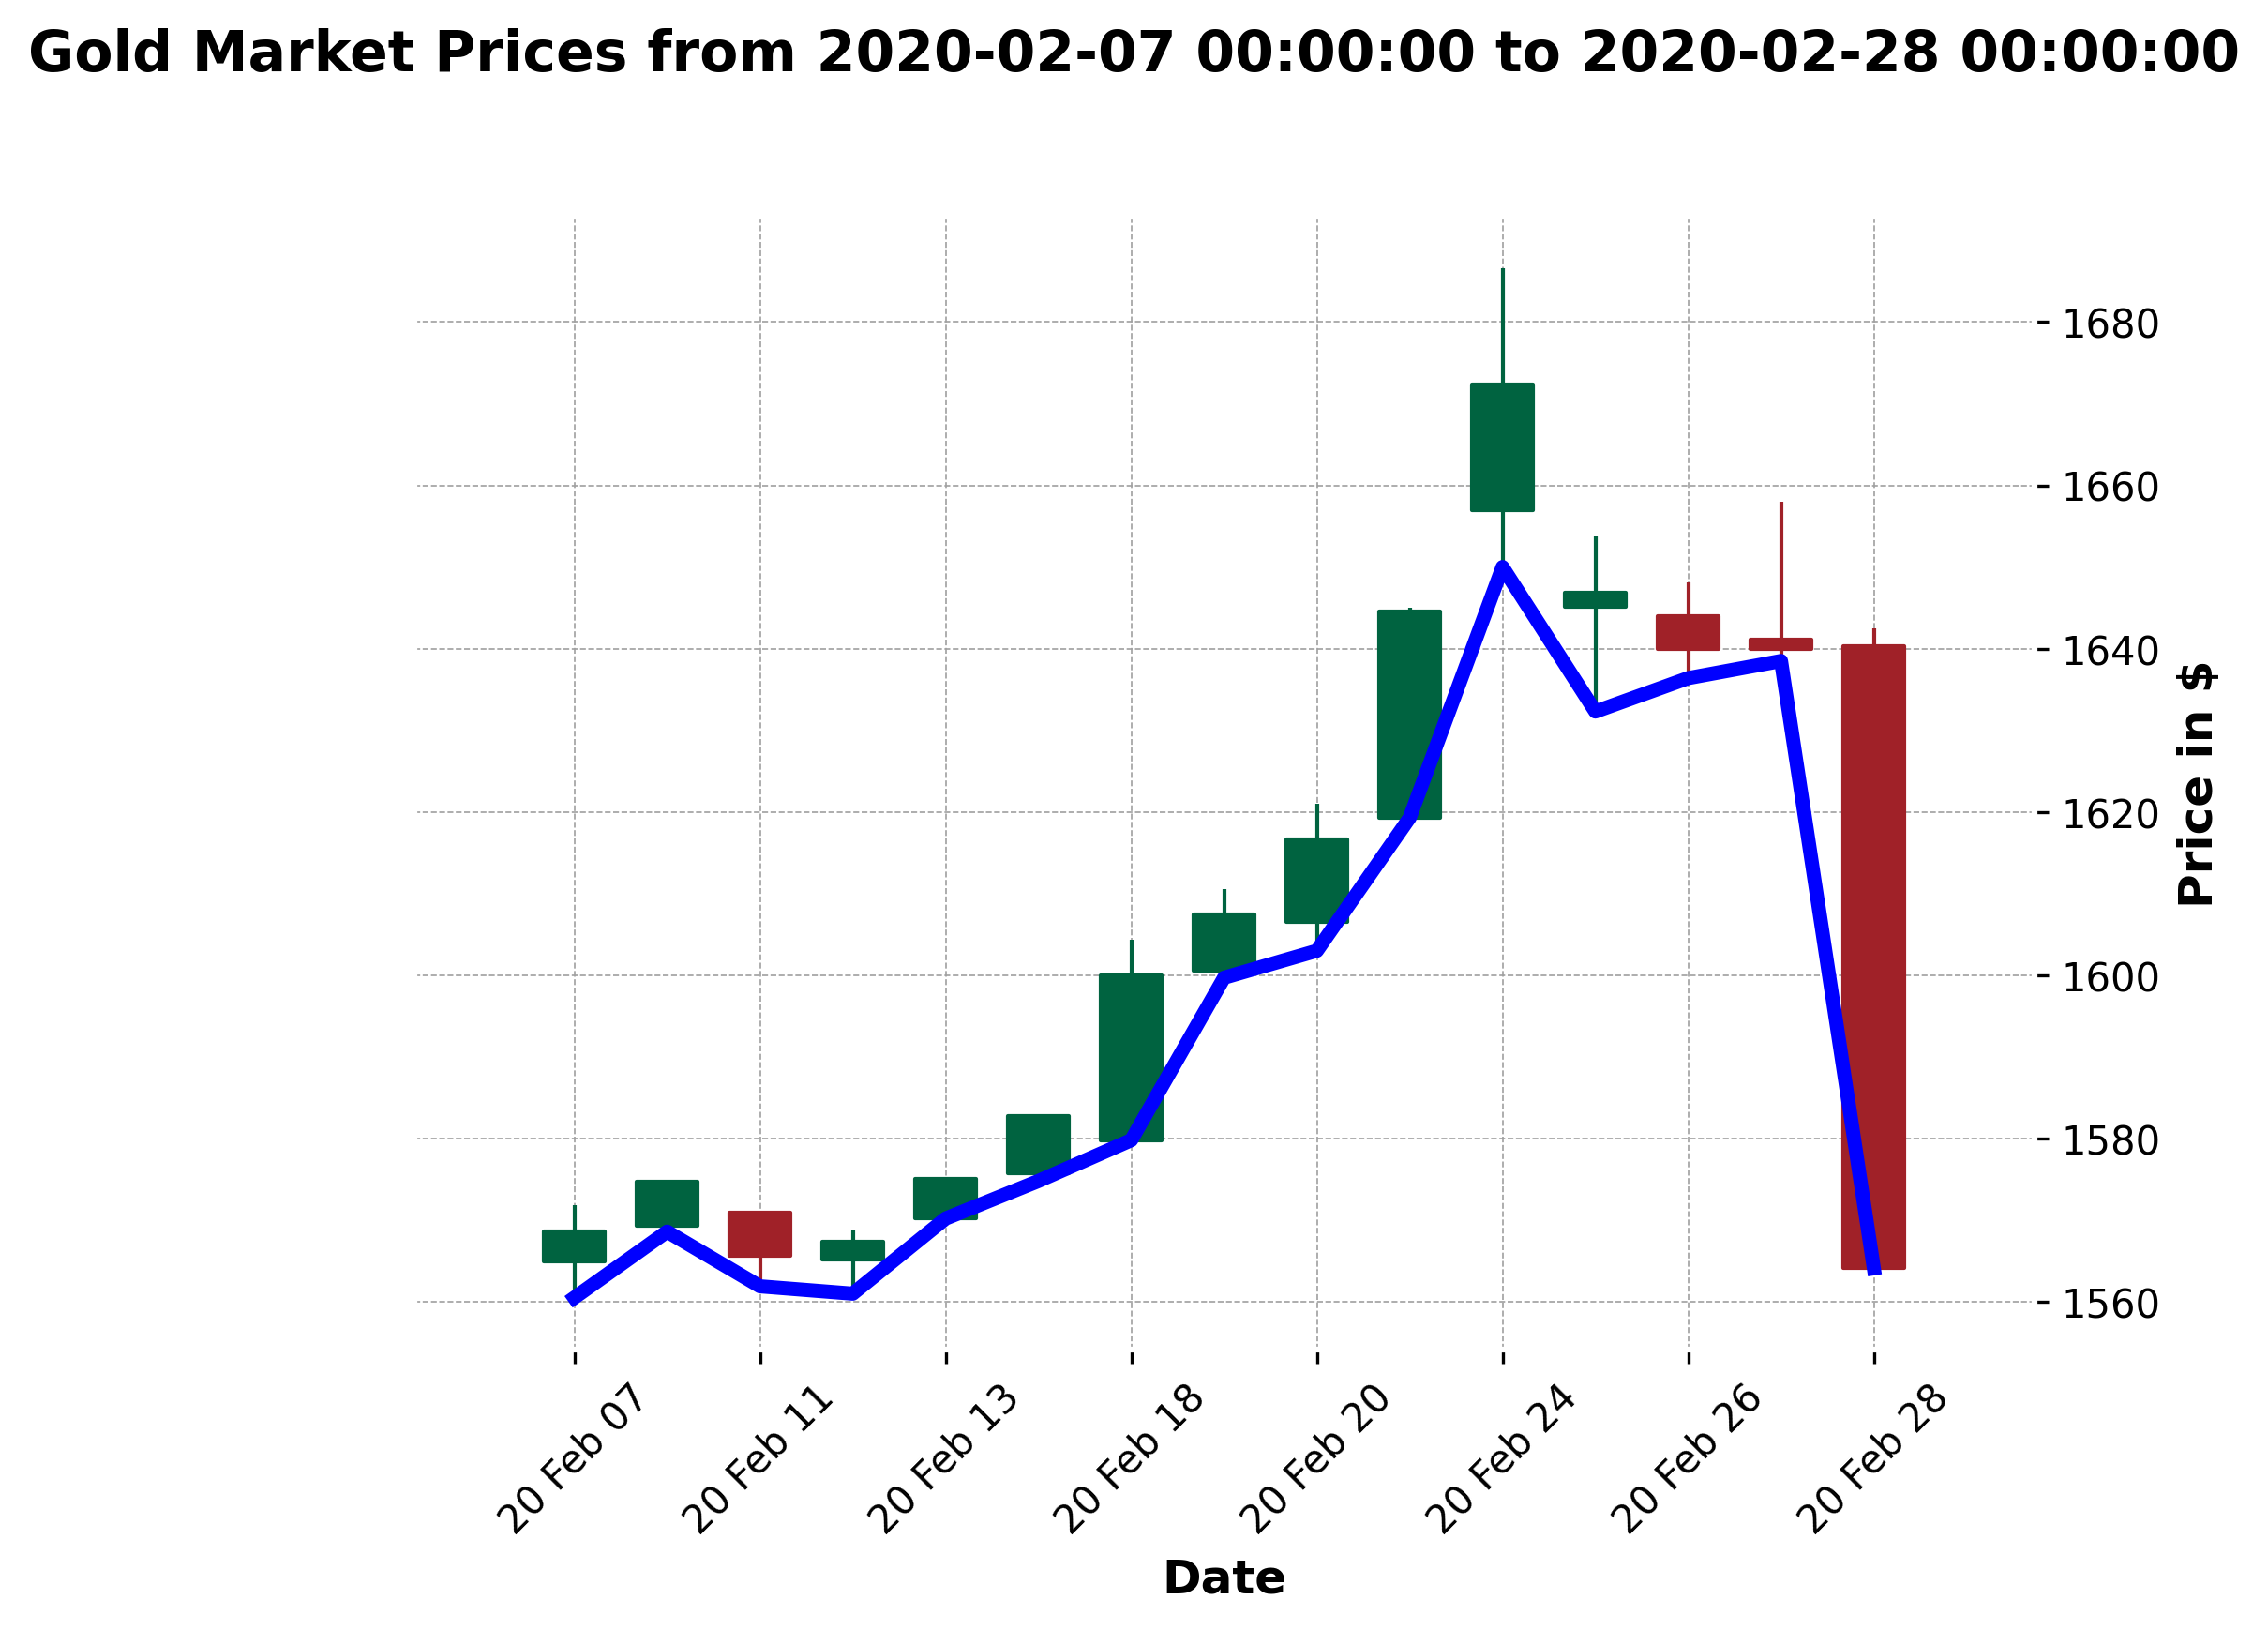 Gold Market Prices from 2020-02-07 00:00:00 to 2020-02-28 00:00:00
1680
1660
1640
1620
1600
1580
1560
Price in $
20 Feb 07
20 Feb 11
20 Feb 13
20 Feb 18
20 Feb 20
20 Feb 24
20 Feb 26
20 Feb 28
Date